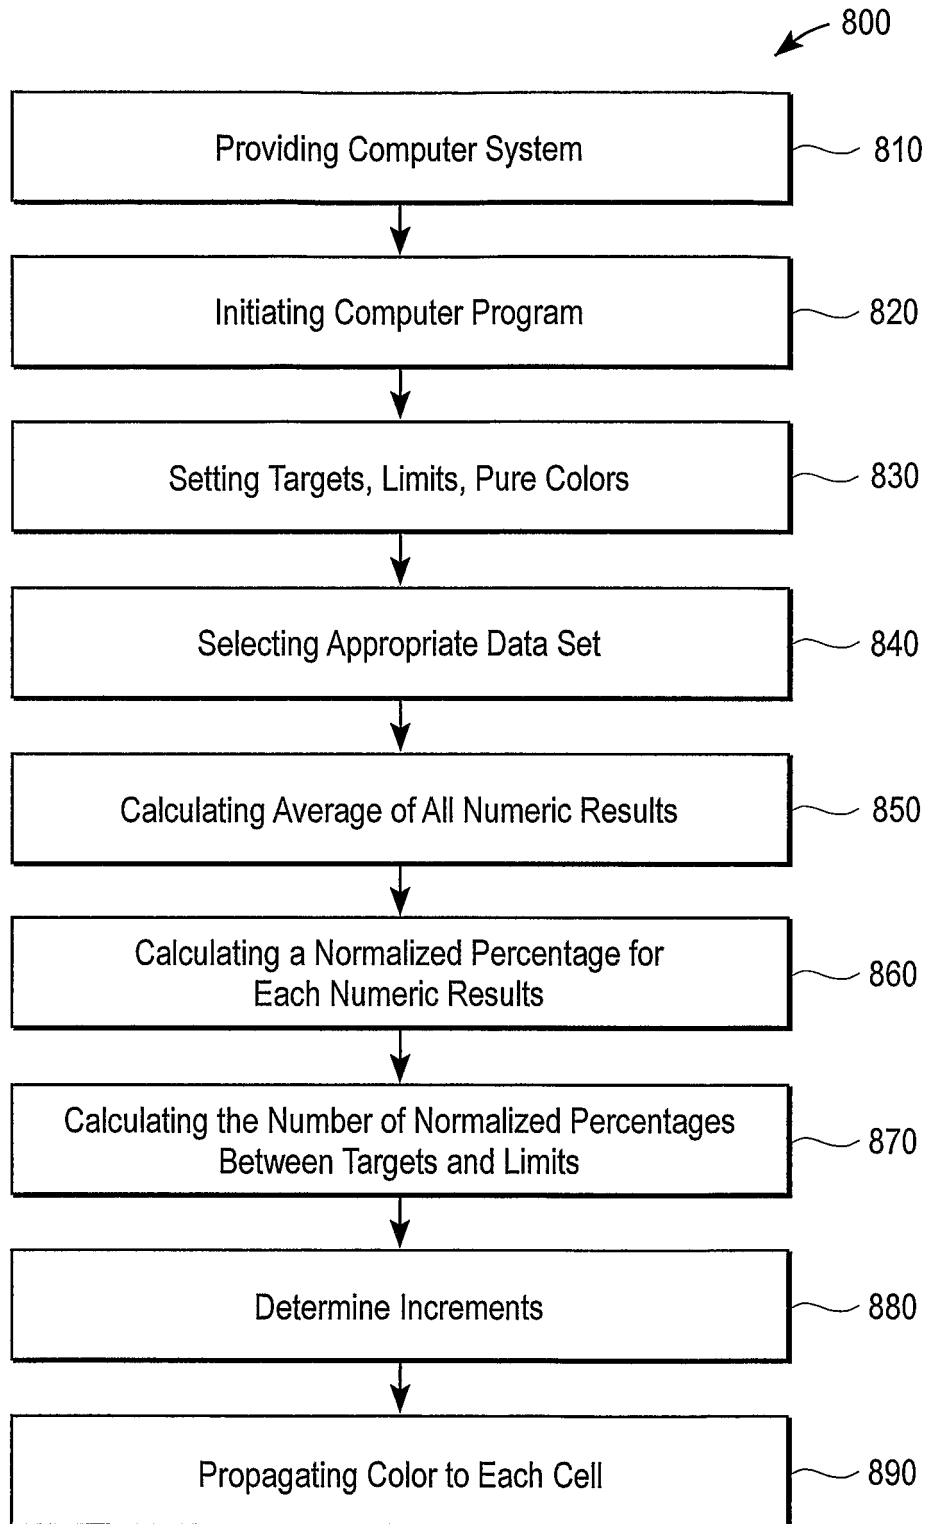 800
Providing Computer System
810
Initiating Computer Program
820
Setting Targets, Limits, Pure Colors
830
Selecting Appropriate Data Set
840
Calculating Average of All Numeric Results
850
Calculating a Normalized Percentage for
Each Numeric Results
860
Calculating the Number of Normalized Percentages
Between Targets and Limits
870
Determine Increments
880
Propagating Color to Each Cell
890